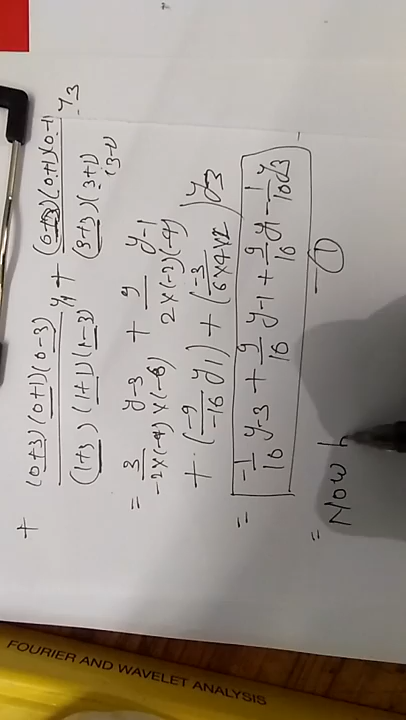 + (0+3)(0+1)(0-3) / (1+3)(1+1)(1-3) y1 + (0+3)(0+1)(0-1) / (3+3)(3+1)(3-1) y3
= 3 / -2×(-4)×(-6) y-3 + 9 / 2×(-2)(-4) y-1
+ (-9 / -16 y1) + (-3 / 6×4×2) y3
= -1/16 y-3 + 9/16 y-1 + 9/16 y1 - 1/16 y3
- ①
= Now
FOURIER AND WAVELET ANALYSIS